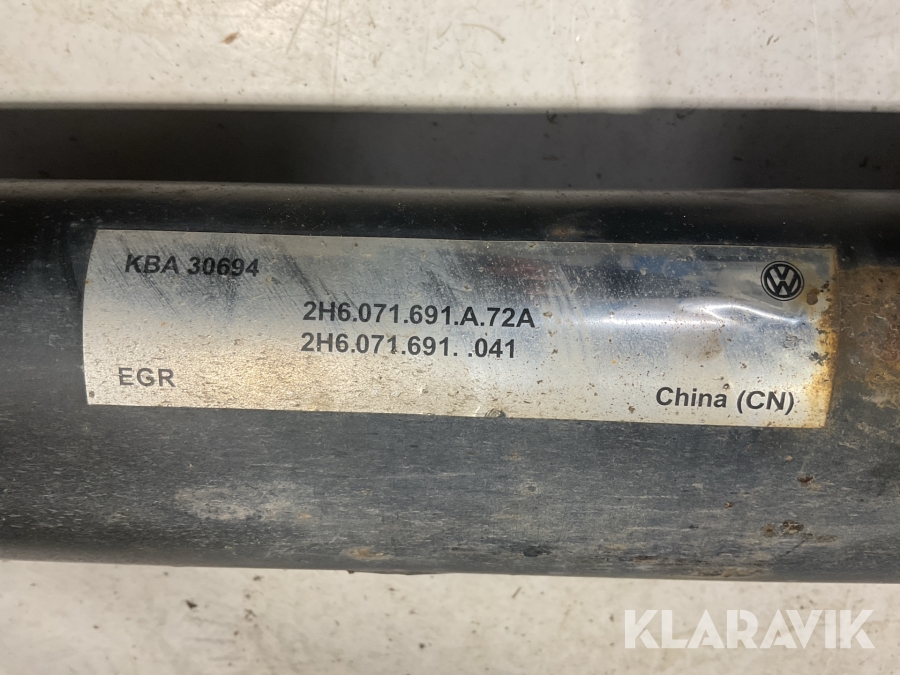 KBA 30694
2H6.071.691.A.72A
2H6.071.691. .041
EGR
China (CN)
KLARAVIK